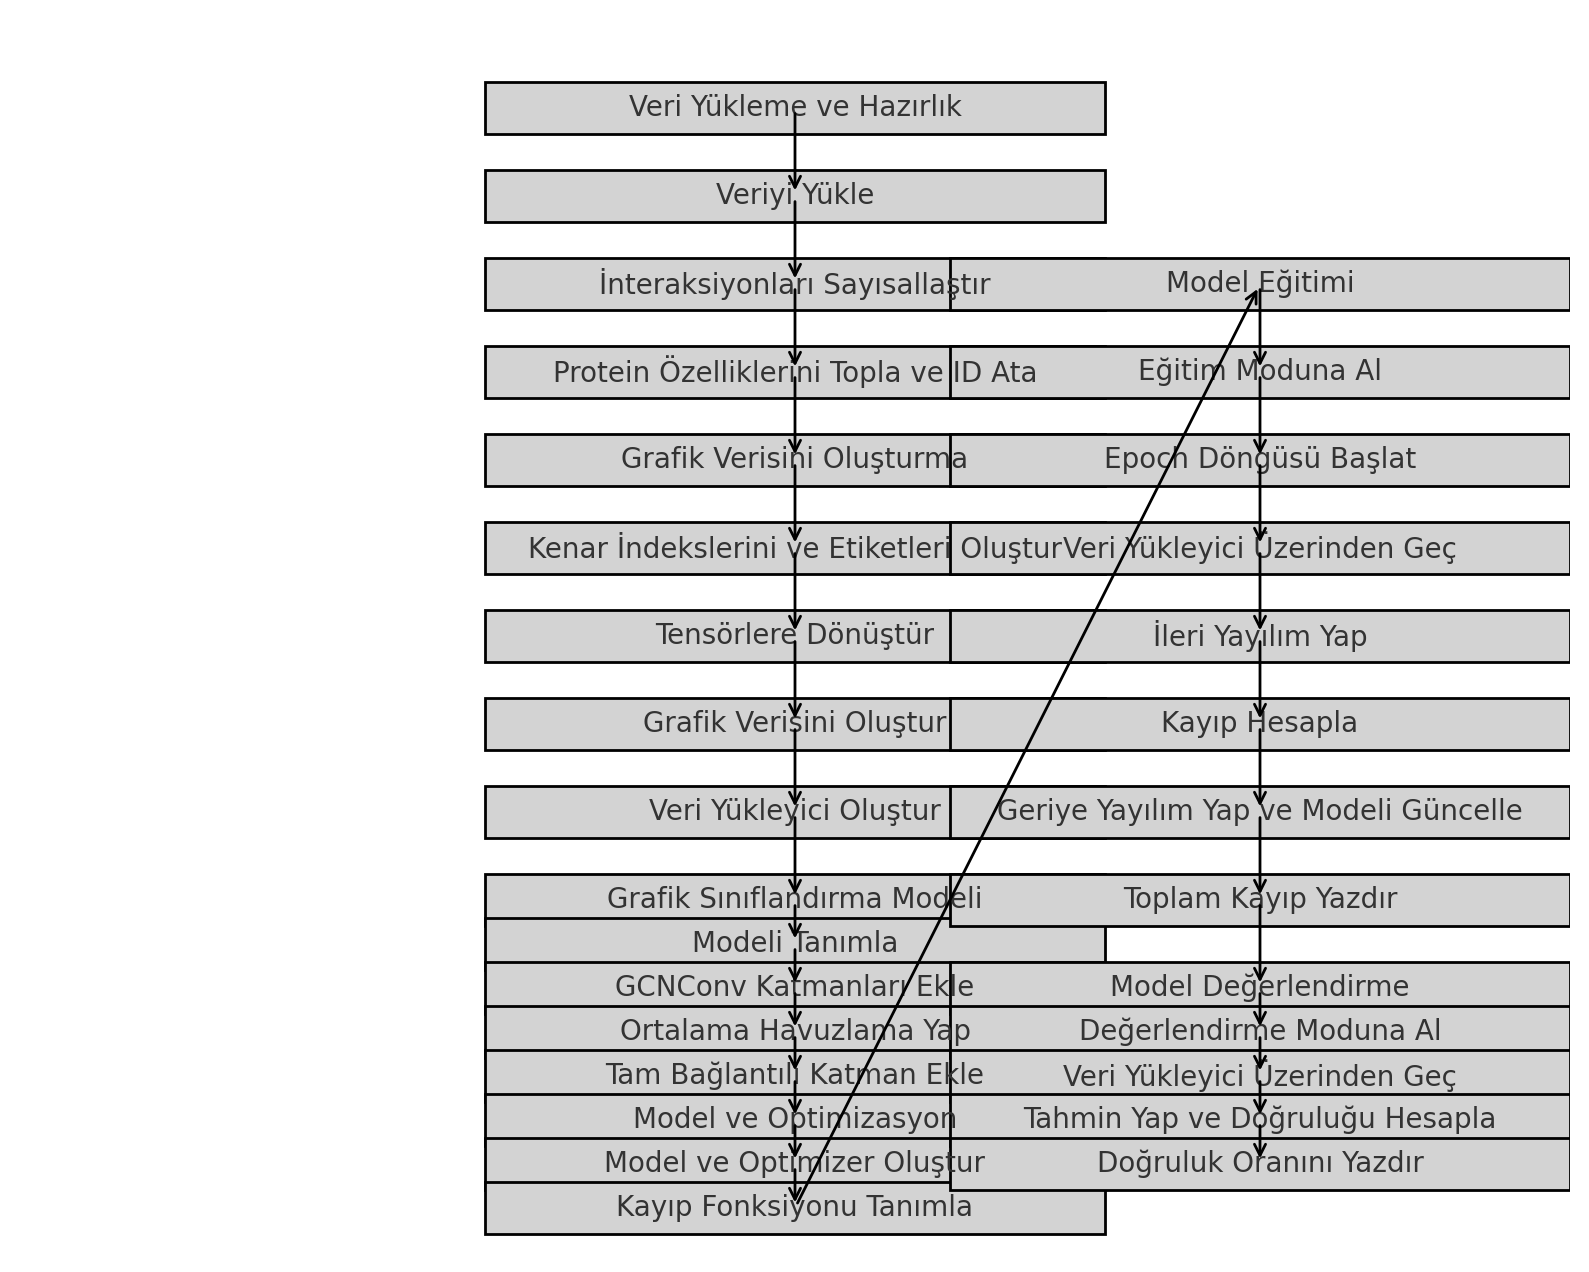 Veri Yükleme ve Hazırlık
Veriyi Yükle
İnteraksiyonları Sayısallaştır
Protein Özelliklerini Topla ve ID Ata
Grafik Verisini Oluşturma
Kenar İndekslerini ve Etiketleri Oluştur
Tensörlere Dönüştür
Grafik Verisini Oluştur
Veri Yükleyici Oluştur
Grafik Sınıflandırma Modeli
Modeli Tanımla
GCNConv Katmanları Ekle
Ortalama Havuzlama Yap
Tam Bağlantılı Katman Ekle
Model ve Optimizasyon
Model ve Optimizer Oluştur
Kayıp Fonksiyonu Tanımla
Model Eğitimi
Eğitim Moduna Al
Epoch Döngüsü Başlat
Veri Yükleyici Üzerinden Geç
İleri Yayılım Yap
Kayıp Hesapla
Geriye Yayılım Yap ve Modeli Güncelle
Toplam Kayıp Yazdır
Model Değerlendirme
Değerlendirme Moduna Al
Veri Yükleyici Üzerinden Geç
Tahmin Yap ve Doğruluğu Hesapla
Doğruluk Oranını Yazdır